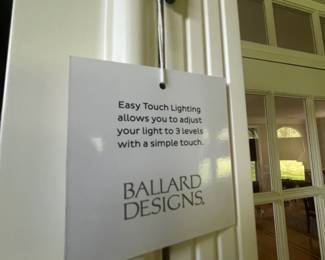 Easy Touch Lighting
allows you to adjust
your light to 3 levels
with a simple touch.
BALLARD
DESIGNS.